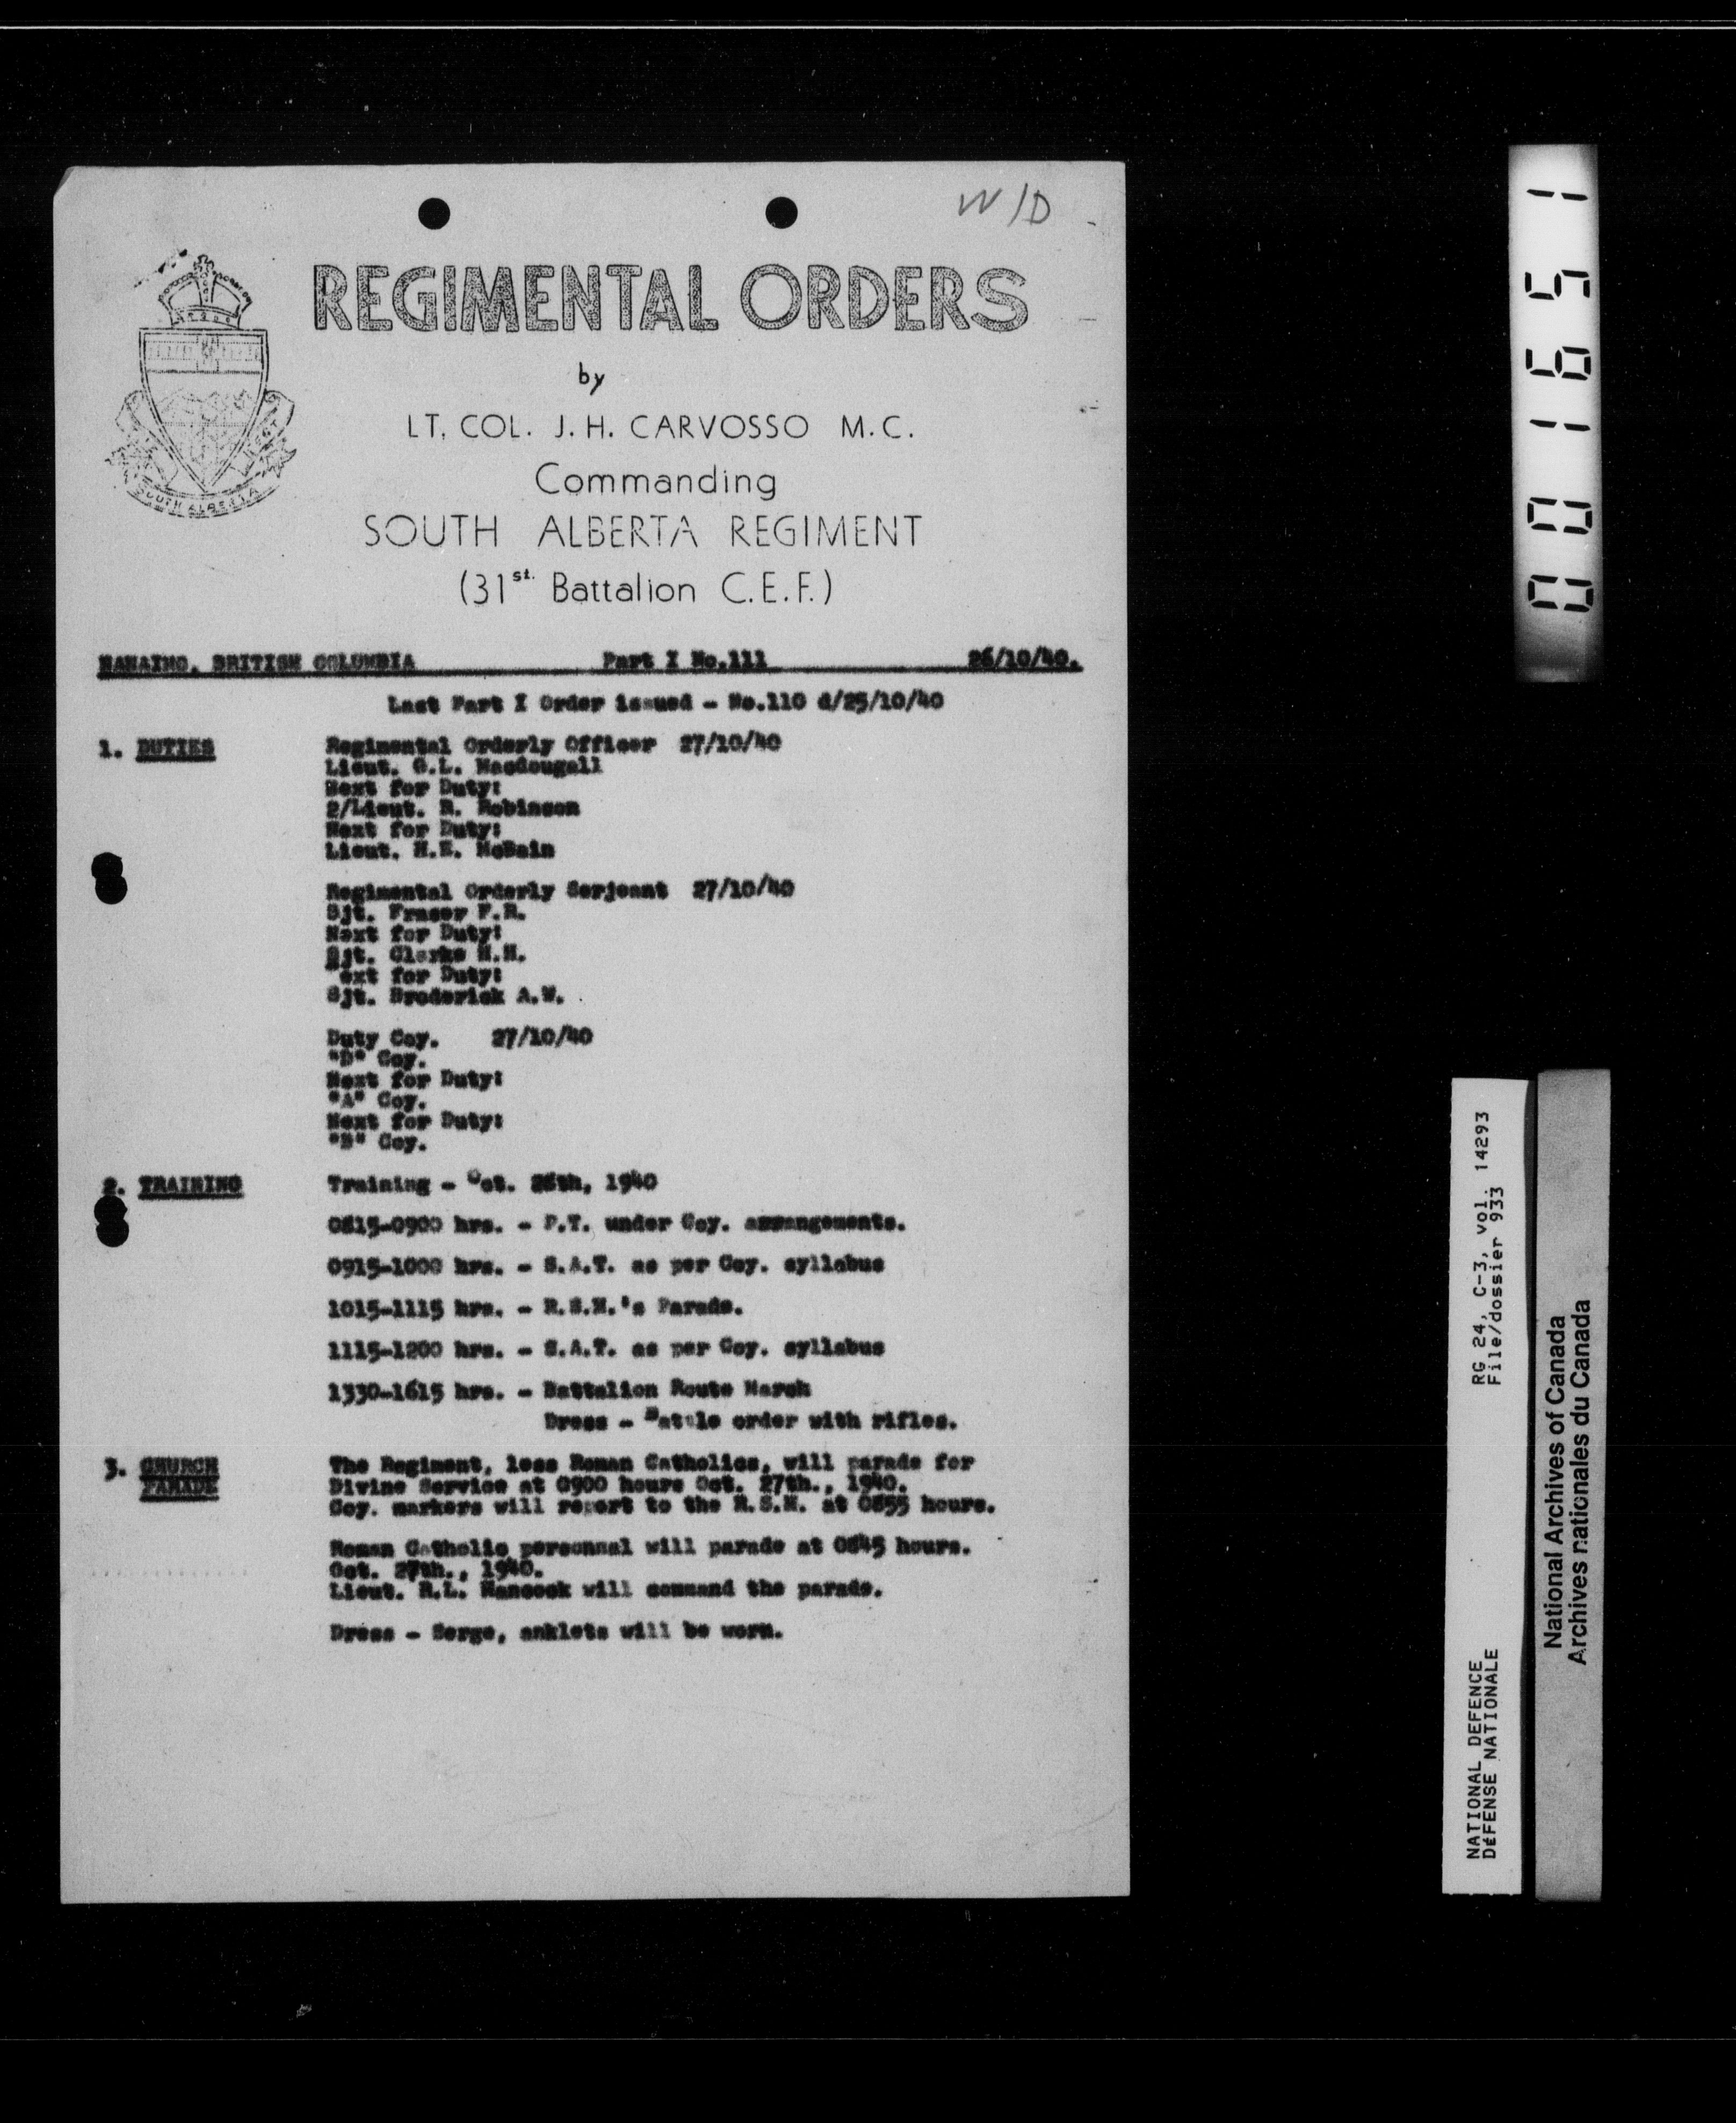 W/D
REGIMENTAL ORDERS
by
LT. COL. J. H. CARVOSSO M.C.
Commanding
SOUTH ALBERTA REGIMENT
(31st. Battalion C.E.F.)
SOUTH ALBERTA
NANAIMO, BRITISH COLUMBIA Part I No.111 26/10/40.
Last Part I Order issued - No.110 d/25/10/40
1. DUTIES Regimental Orderly Officer 27/10/40
Lieut. G.L. Macdougall
Next for Duty:
2/Lieut. R. Robinson
Next for Duty:
Lieut. H.E. McBain
Regimental Orderly Serjeant 27/10/40
Sjt. Fraser F.R.
Next for Duty:
Sjt. Clarke H.H.
ext for Duty:
Sjt. Broderick A.W.
Duty Coy. 27/10/40
"D" Coy.
Next for Duty:
"A" Coy.
Next for Duty:
"B" Coy.
2. TRAINING Training - Oct. 28th, 1940
0815-0900 hrs. - P.T. under Coy. arrangements.
0915-1000 hrs. - S.A.T. as per Coy. syllabus
1015-1115 hrs. - R.S.M.'s Parade.
1115-1200 hrs. - S.A.T. as per Coy. syllabus
1330-1615 hrs. - Battalion Route March
Dress - Battle order with rifles.
3. CHURCH The Regiment, less Roman Catholics, will parade for
PARADE Divine Service at 0900 hours Oct. 27th., 1940.
Coy. markers will report to the R.S.M. at 0855 hours.
Roman Catholic personnal will parade at 0845 hours.
Oct. 27th., 1940.
Lieut. R.L. Hancock will command the parade.
Dress - Serge, anklets will be worn.
001651
RG 24, C-3, vol. 14293
File/dossier 933
NATIONAL DEFENCE
DÉFENSE NATIONALE
National Archives of Canada
Archives nationales du Canada